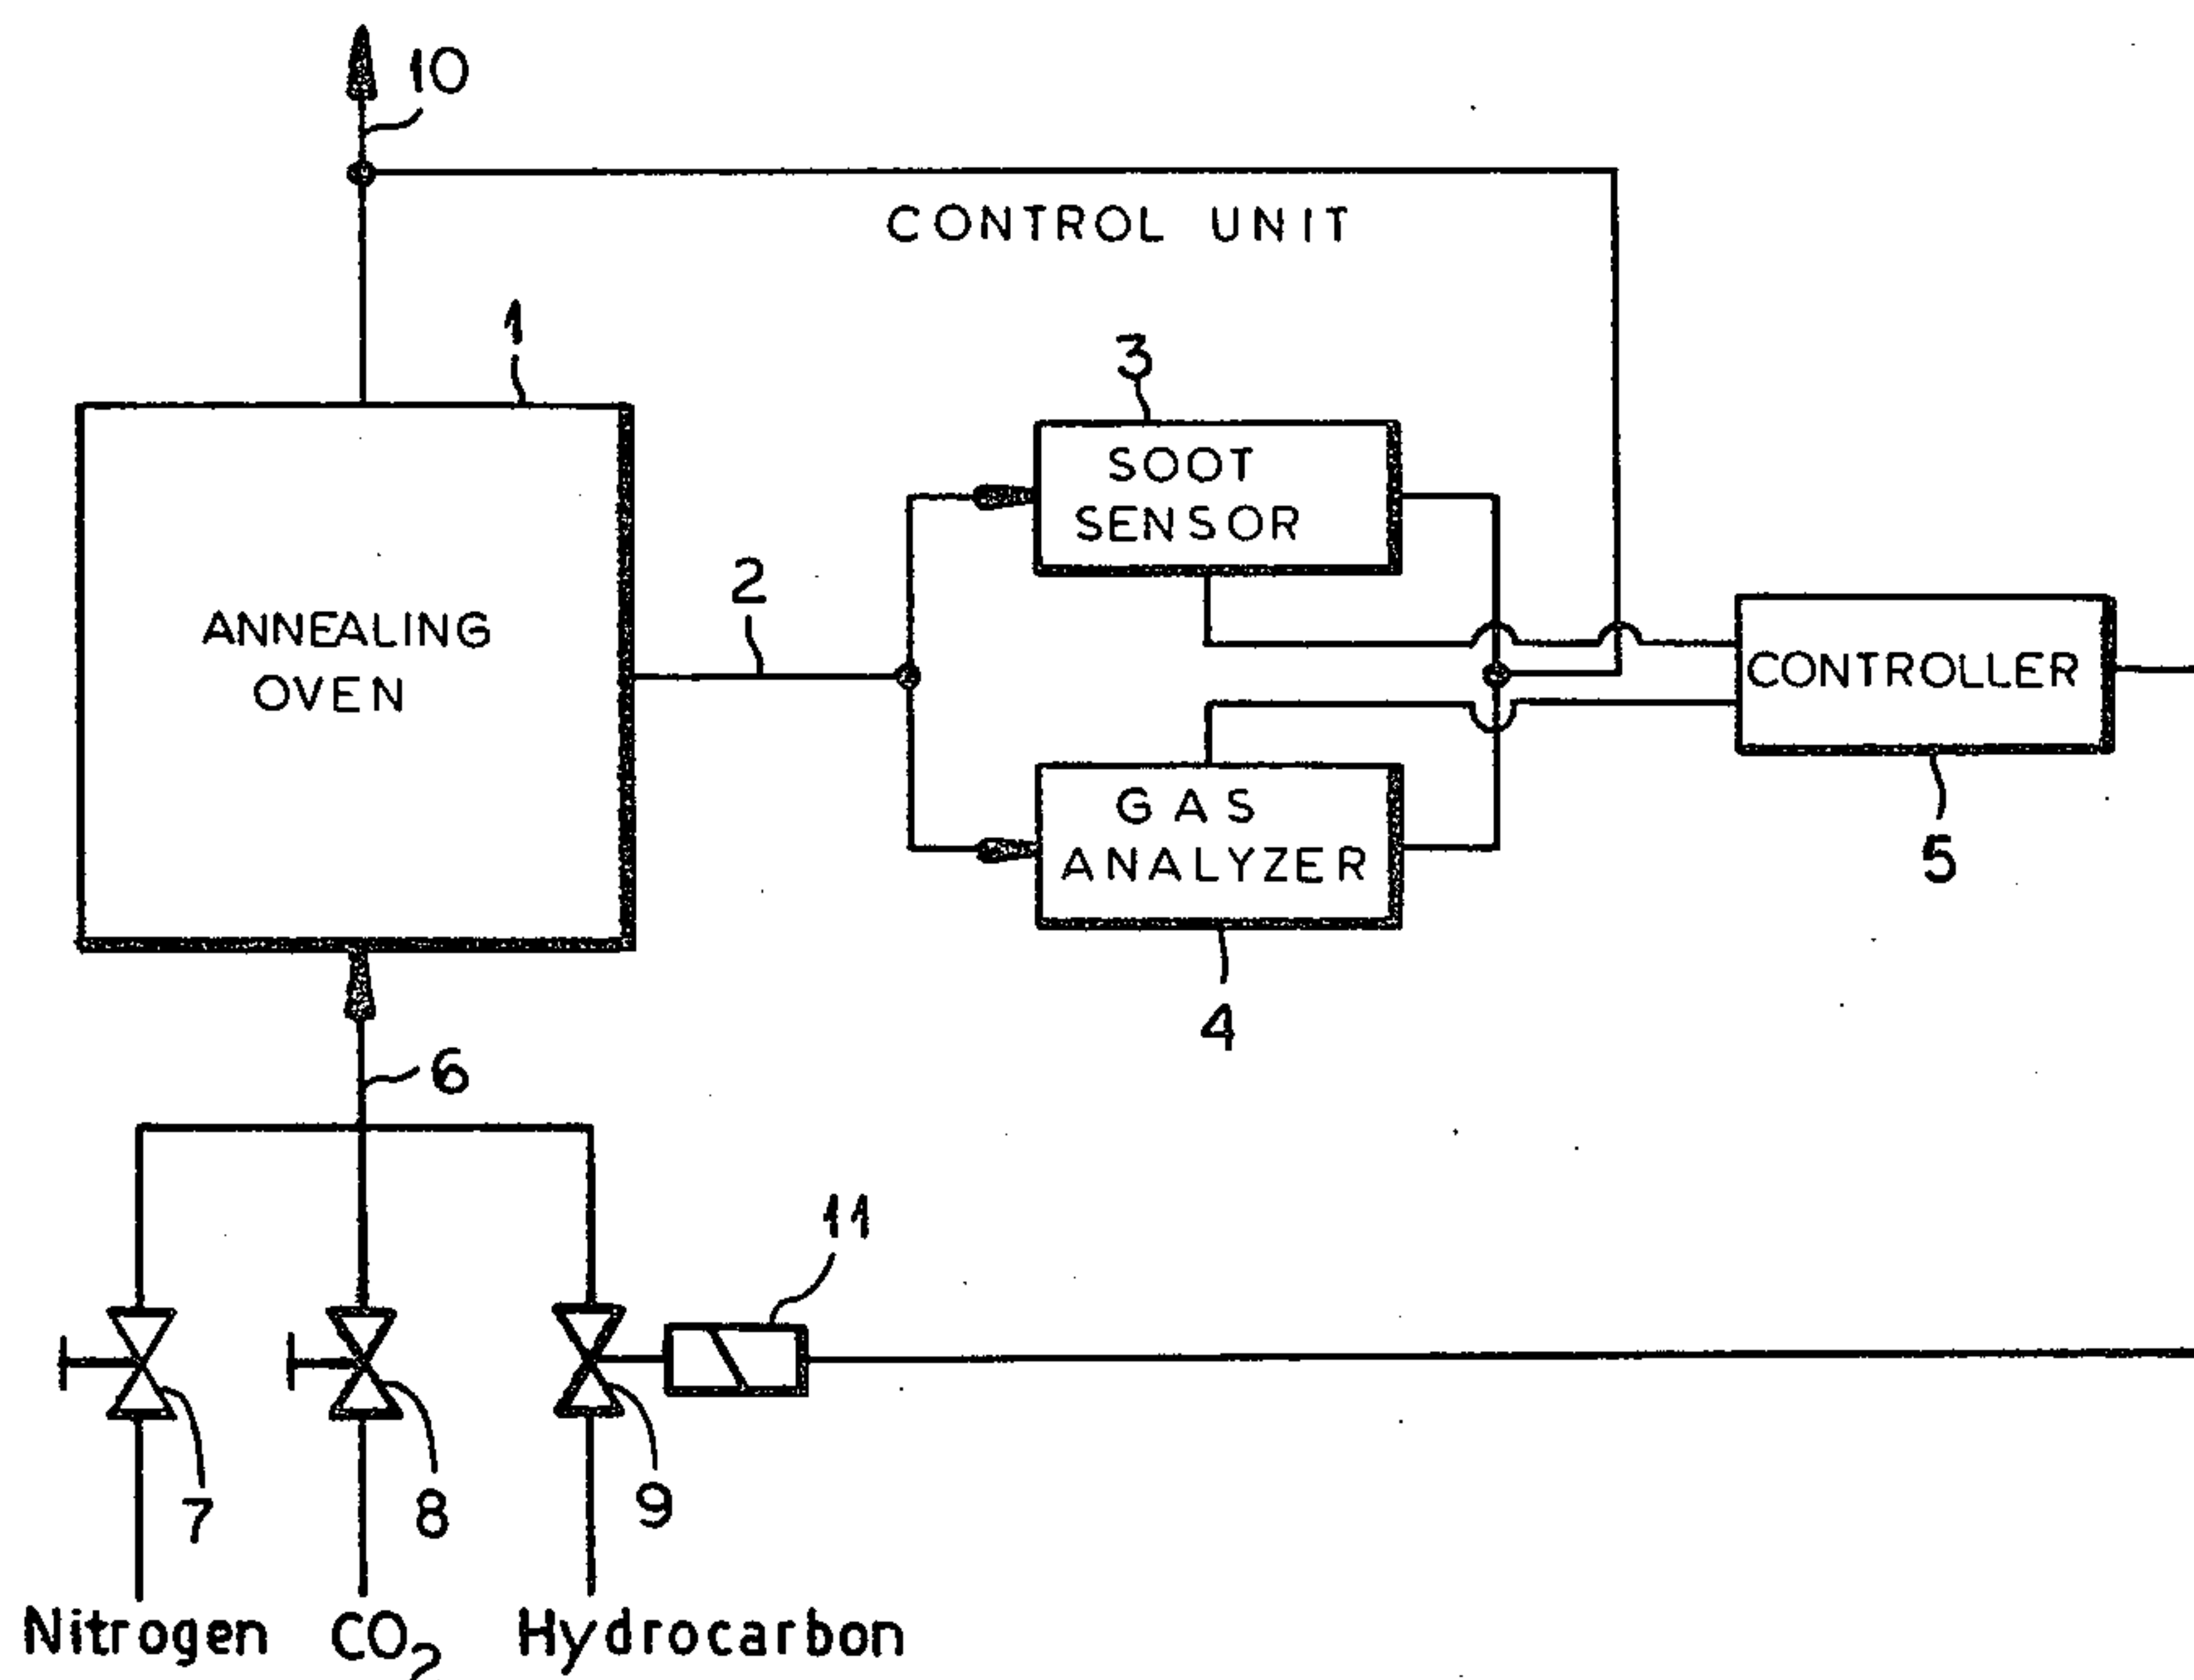 10
CONTROL UNIT
1
3
SOOT
SENSOR
2
ANNEALING
OVEN
CONTROLLER
GAS
ANALYZER
5
4
6
11
7
8
9
Nitrogen
CO₂
Hydrocarbon